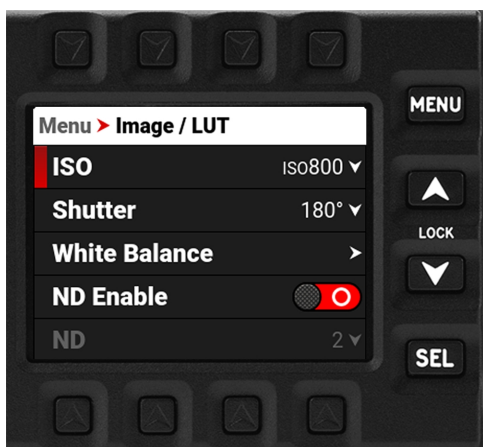 MENU
Menu ➤ Image / LUT
ISO ISO800
Shutter 180°
LOCK
White Balance
ND Enable
ND 2
SEL